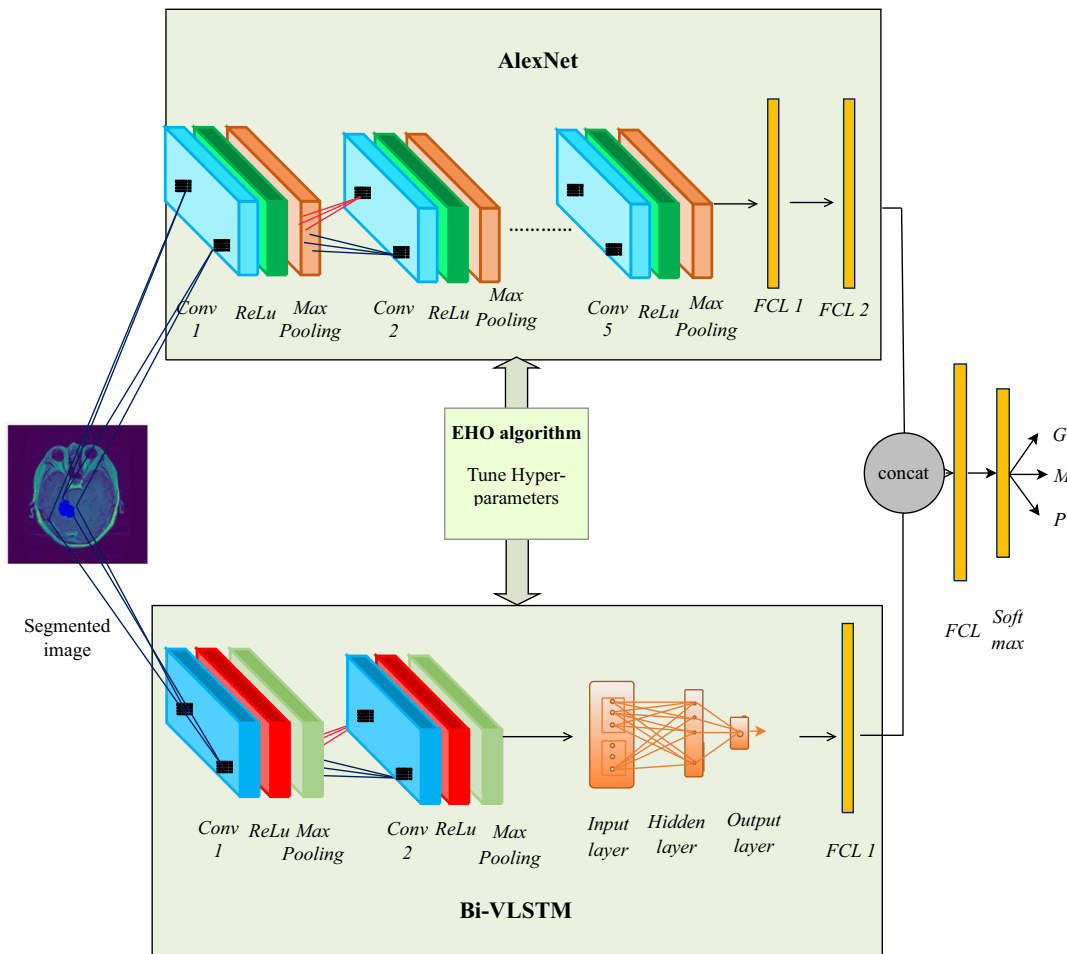 AlexNet
Conv
1
ReLu
Max
Pooling
Conv
2
ReLu
Max
Pooling
............
Conv
5
ReLu
Max
Pooling
FCL 1
FCL 2
EHO algorithm
Tune Hyper-
parameters
concat
G
M
P
FCL
Soft
max
Segmented
image
Conv
1
ReLu
Max
Pooling
Conv
2
ReLu
Max
Pooling
Input
layer
Hidden
layer
Output
layer
FCL 1
Bi-VLSTM